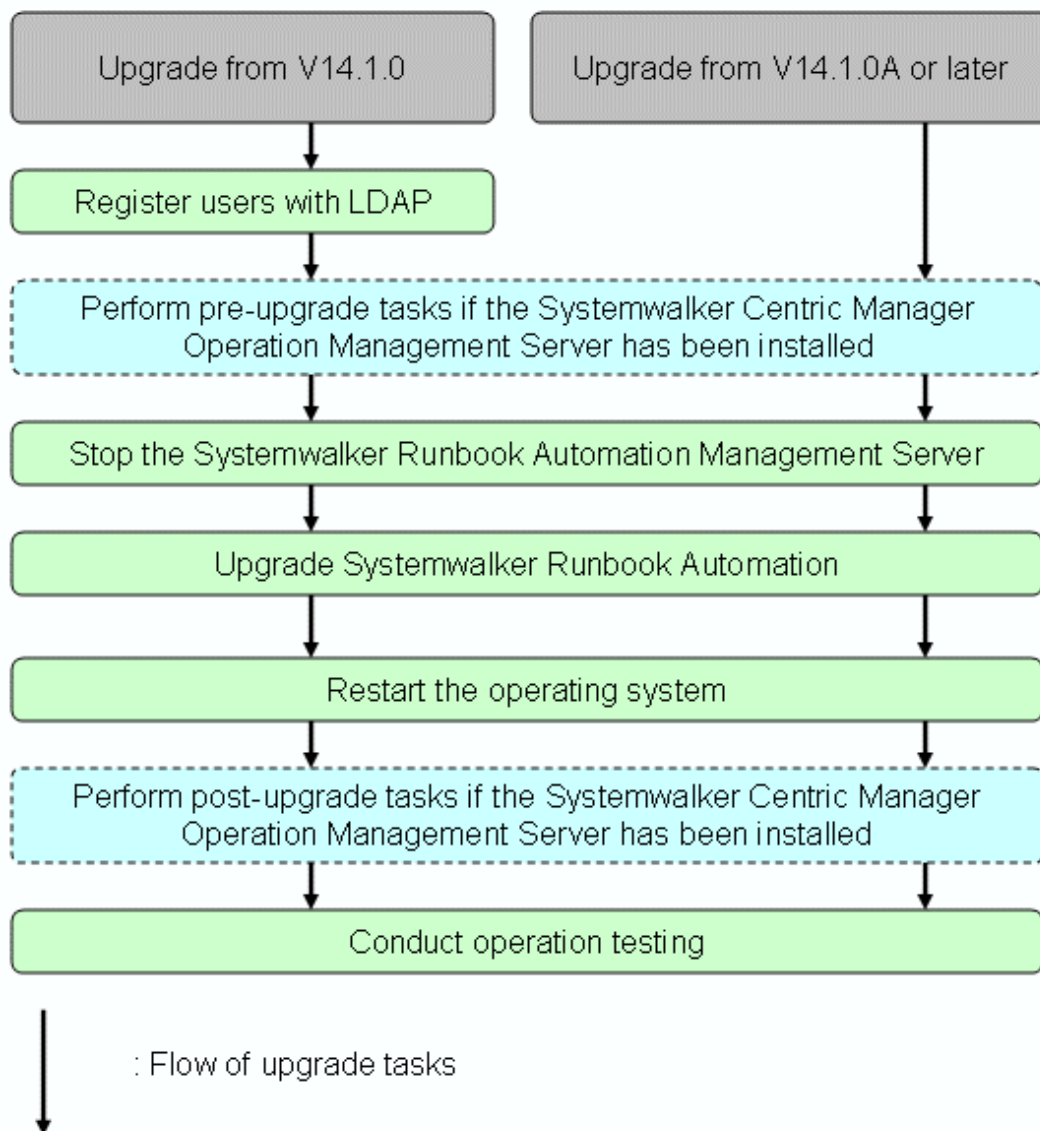 Upgrade from V14.1.0
Upgrade from V14.1.0A or later
Register users with LDAP
Perform pre-upgrade tasks if the Systemwalker Centric Manager
Operation Management Server has been installed
Stop the Systemwalker Runbook Automation Management Server
Upgrade Systemwalker Runbook Automation
Restart the operating system
Perform post-upgrade tasks if the Systemwalker Centric Manager
Operation Management Server has been installed
Conduct operation testing
: Flow of upgrade tasks